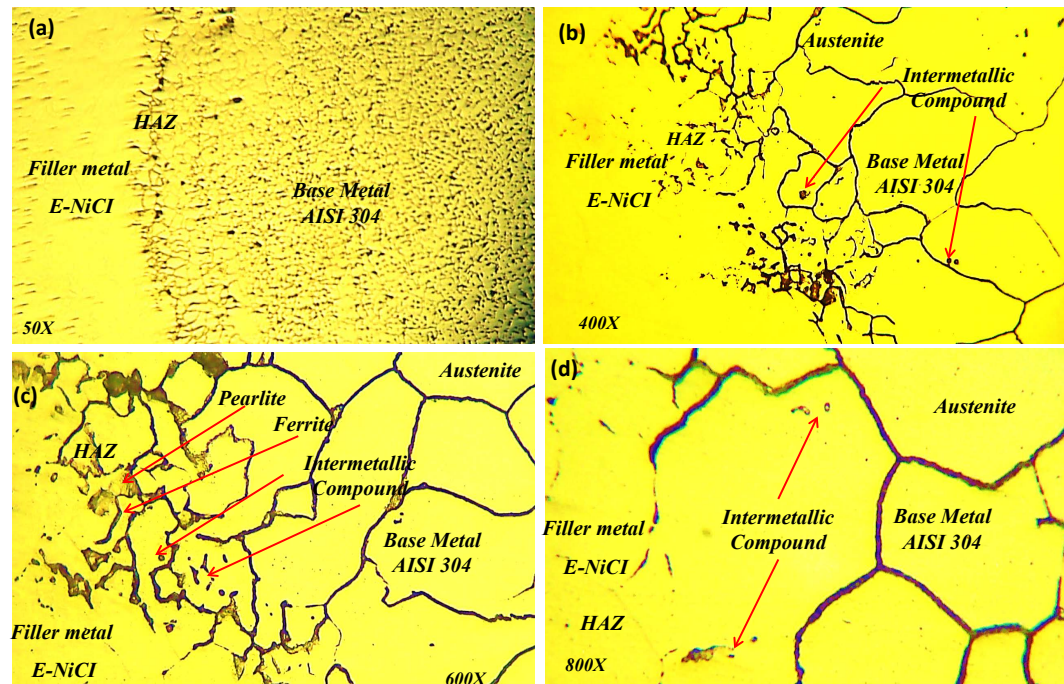 (a)
HAZ
Filler metal
E-NiCI
Base Metal
AISI 304
50X
(b)
Austenite
Intermetallic
Compound
HAZ
Filler metal
E-NiCI
Base Metal
AISI 304
400X
(c)
Austenite
Pearlite
Ferrite
HAZ
Intermetallic
Compound
Base Metal
AISI 304
Filler metal
E-NiCI
600X
(d)
Austenite
Filler metal
E-NiCI
Intermetallic
Compound
Base Metal
AISI 304
HAZ
800X